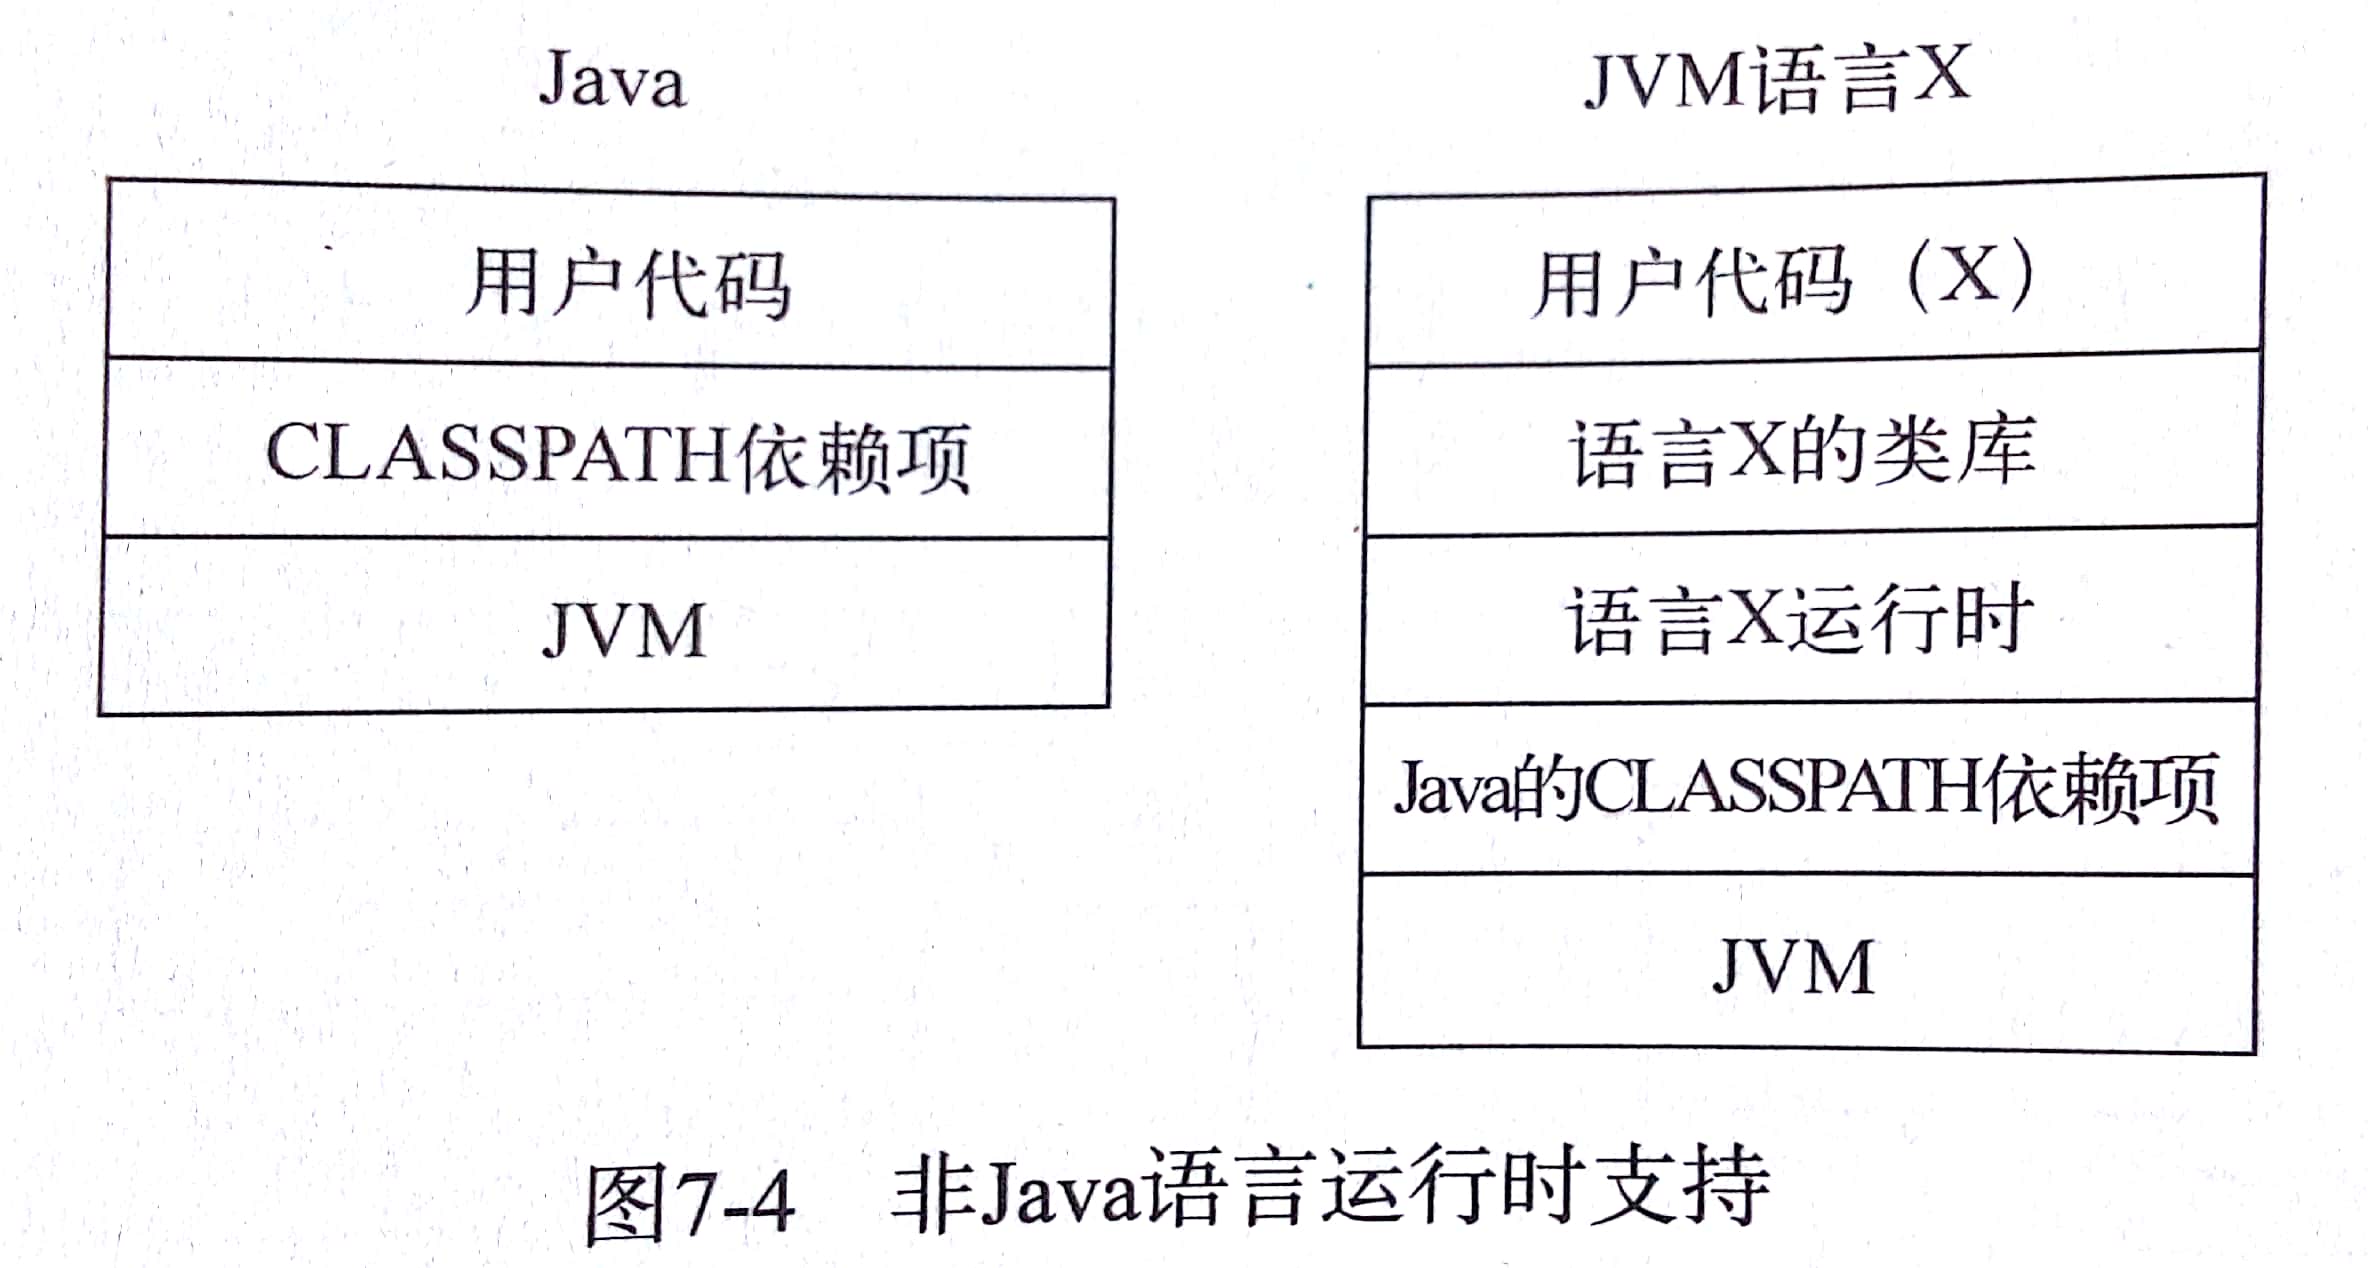 Java
用户代码
CLASSPATH依赖项
JVM
JVM语言X
用户代码（X）
语言X的类库
语言X运行时
Java的CLASSPATH依赖项
JVM
图7-4 非Java语言运行时支持